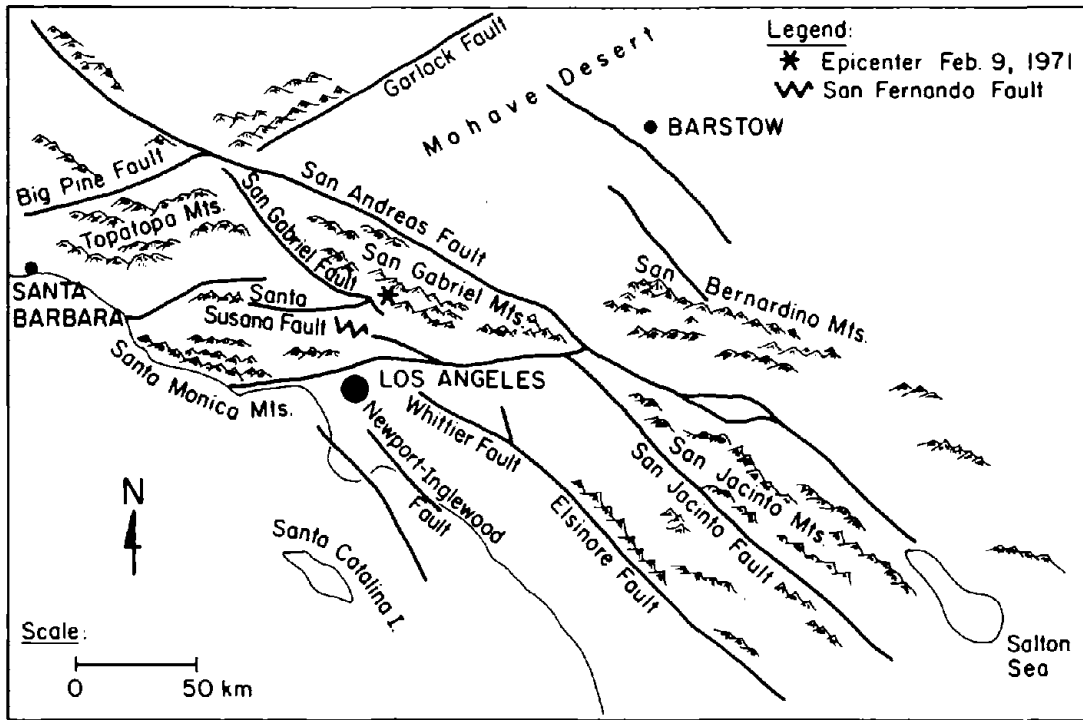 Legend:
Epicenter Feb. 9, 1971
San Fernando Fault
Garlock Fault
Mohave Desert
BARSTOW
Big Pine Fault
San Andreas Fault
Topatopa Mts.
San Gabriel Fault
San Gabriel Mts.
San Bernardino Mts.
SANTA
BARBARA
Santa
Susana Fault
Santa Monica Mts.
LOS ANGELES
Whittier Fault
Newport-Inglewood
Fault
San Jacinto Mts.
San Jacinto Fault
Elsinore Fault
N
Santa Catalina I.
Scale:
0 50 km
Salton
Sea